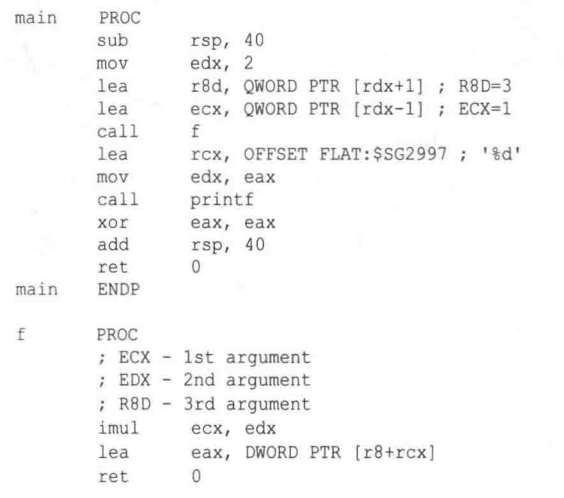 main PROC
sub rsp, 40
mov edx, 2
lea r8d, QWORD PTR [rdx+1] ; R8D=3
lea ecx, QWORD PTR [rdx-1] ; ECX=1
call f
lea rcx, OFFSET FLAT:$SG2997 ; '%d'
mov edx, eax
call printf
xor eax, eax
add rsp, 40
ret 0
main ENDP
f PROC
; ECX - 1st argument
; EDX - 2nd argument
; R8D - 3rd argument
imul ecx, edx
lea eax, DWORD PTR [r8+rcx]
ret 0